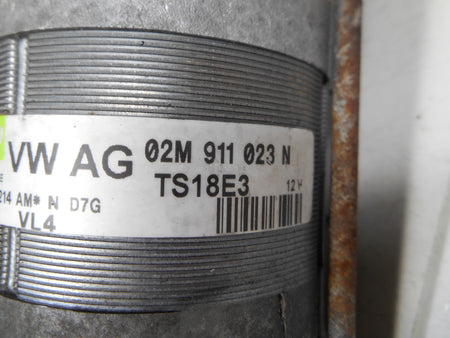 VW AG 02M 911 023 N
E TS18E3 12 V
214 AM* N D7G
VL4